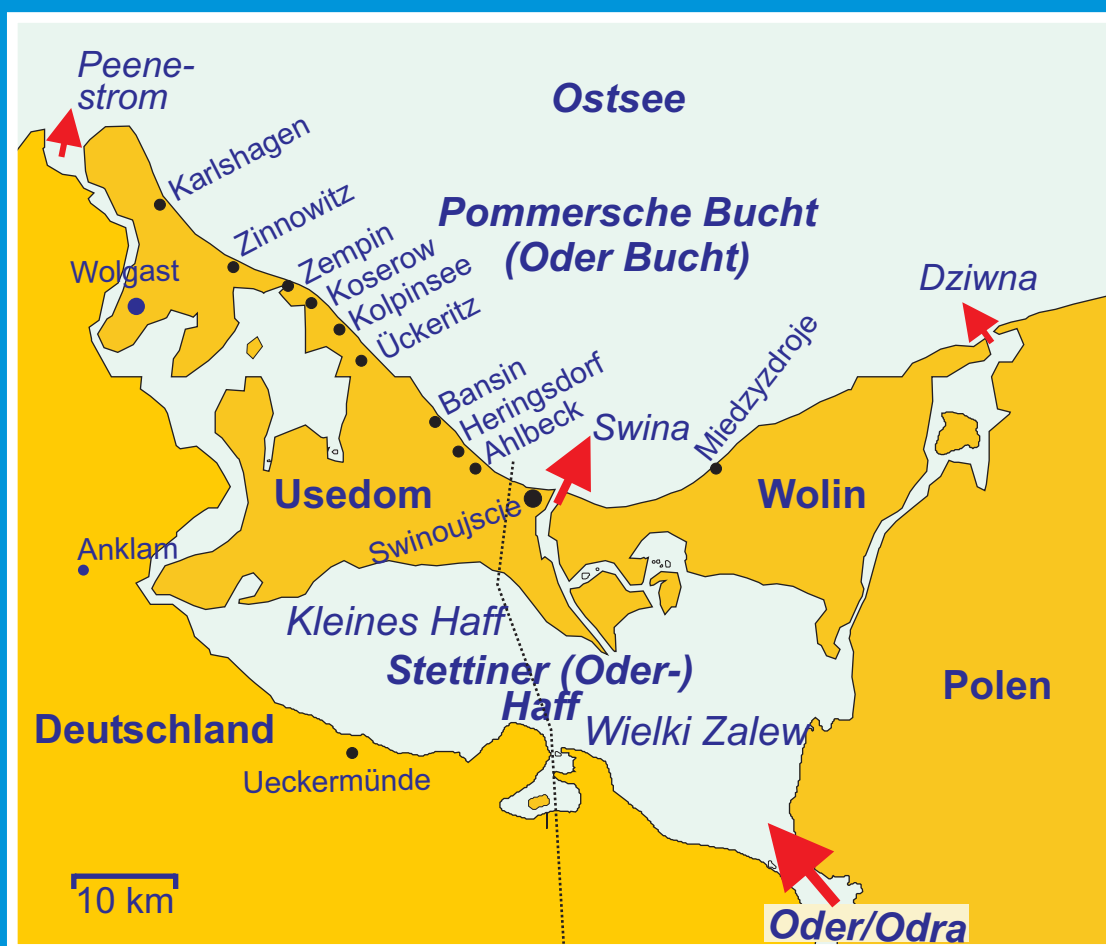 Peene-
strom
Ostsee
Karlshagen
Zinnowitz
Pommersche Bucht
(Oder Bucht)
Zempin
Koserow
Kolpinsee
Ückeritz
Wolgast
Dziwna
Bansin
Heringsdorf
Ahlbeck
Swina
Miedzyzdroje
Usedom
Wolin
Swinoujscie
Anklam
Kleines Haff
Stettiner (Oder-)
Haff
Polen
Deutschland
Wielki Zalew
Ueckermünde
10 km
Oder/Odra